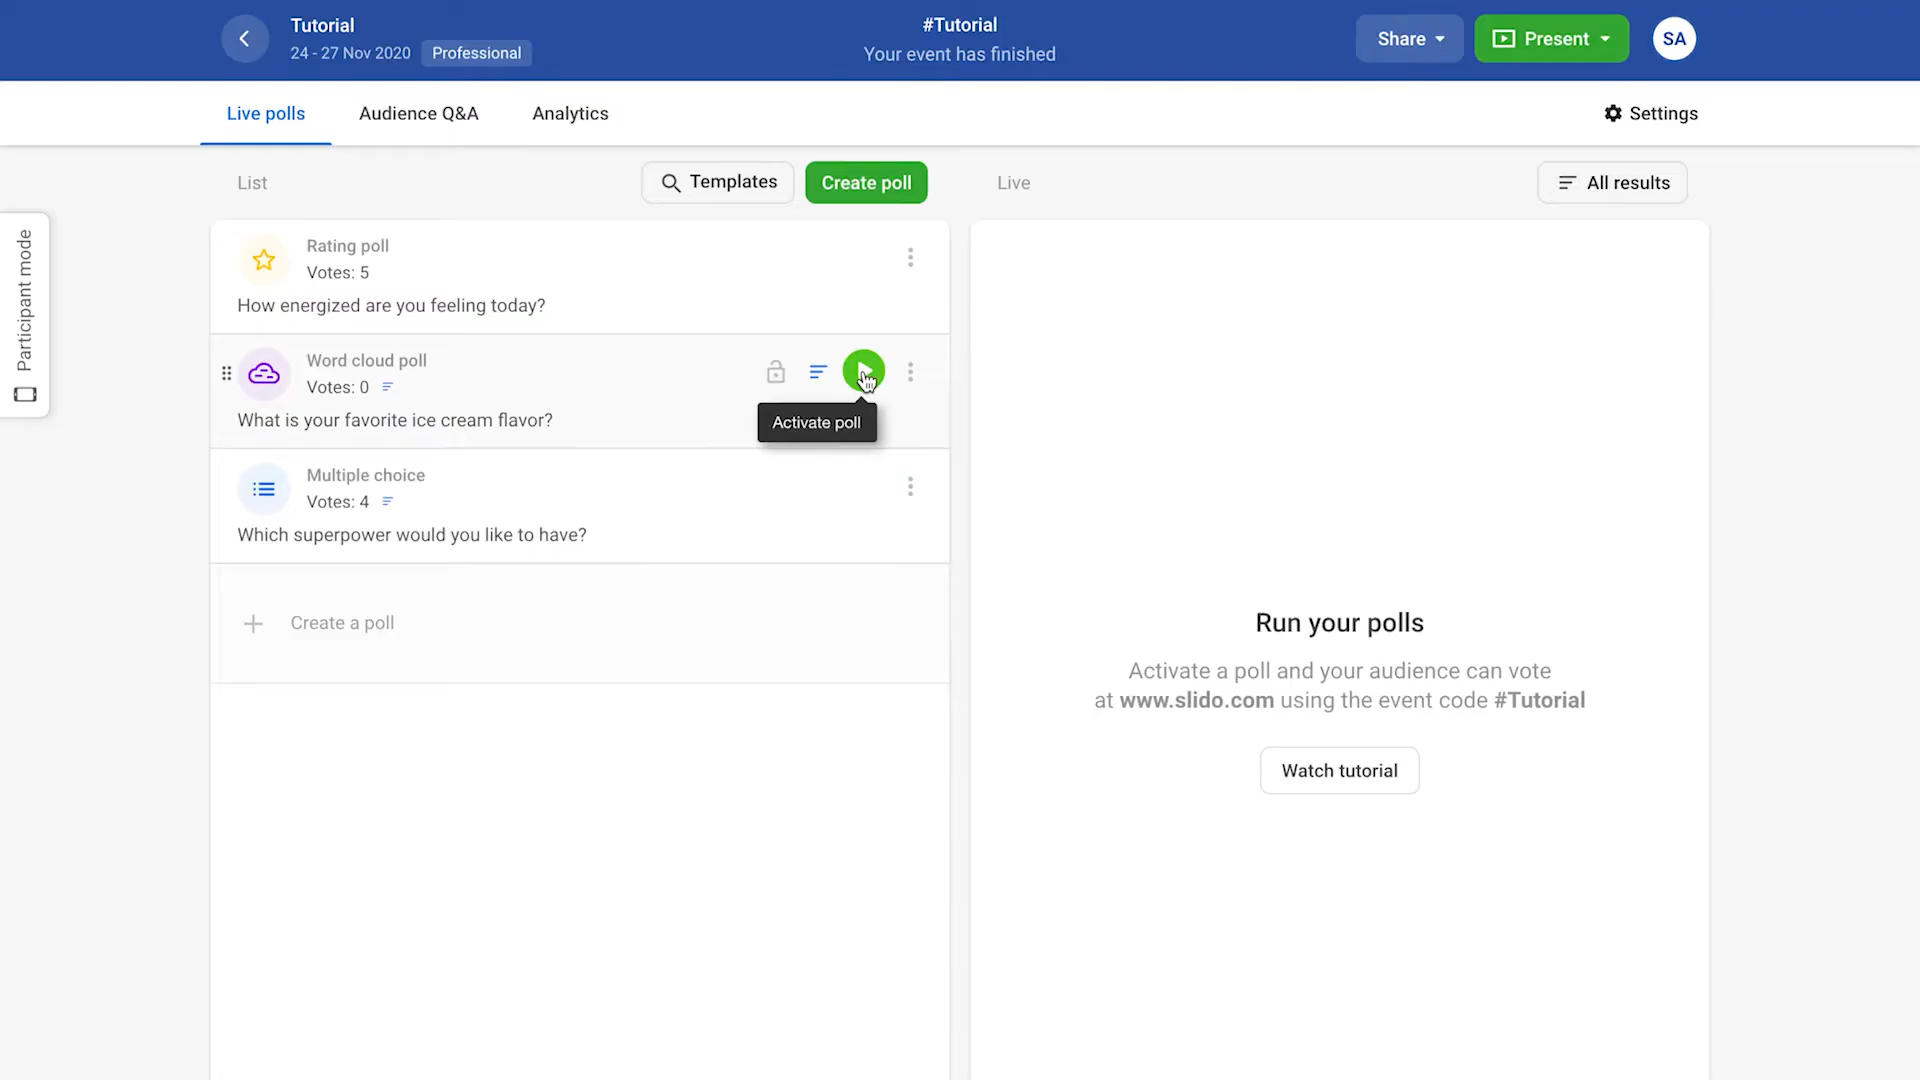 Tutorial
24 - 27 Nov 2020 Professional
#Tutorial
Your event has finished
Share
Present
SA
Live polls
Audience Q&A
Analytics
Settings
List
Templates
Create poll
Live
All results
Participant mode
Rating poll
Votes: 5
How energized are you feeling today?
Word cloud poll
Votes: 0
What is your favorite ice cream flavor?
Activate poll
Multiple choice
Votes: 4
Which superpower would you like to have?
Create a poll
Run your polls
Activate a poll and your audience can vote
at www.slido.com using the event code #Tutorial
Watch tutorial